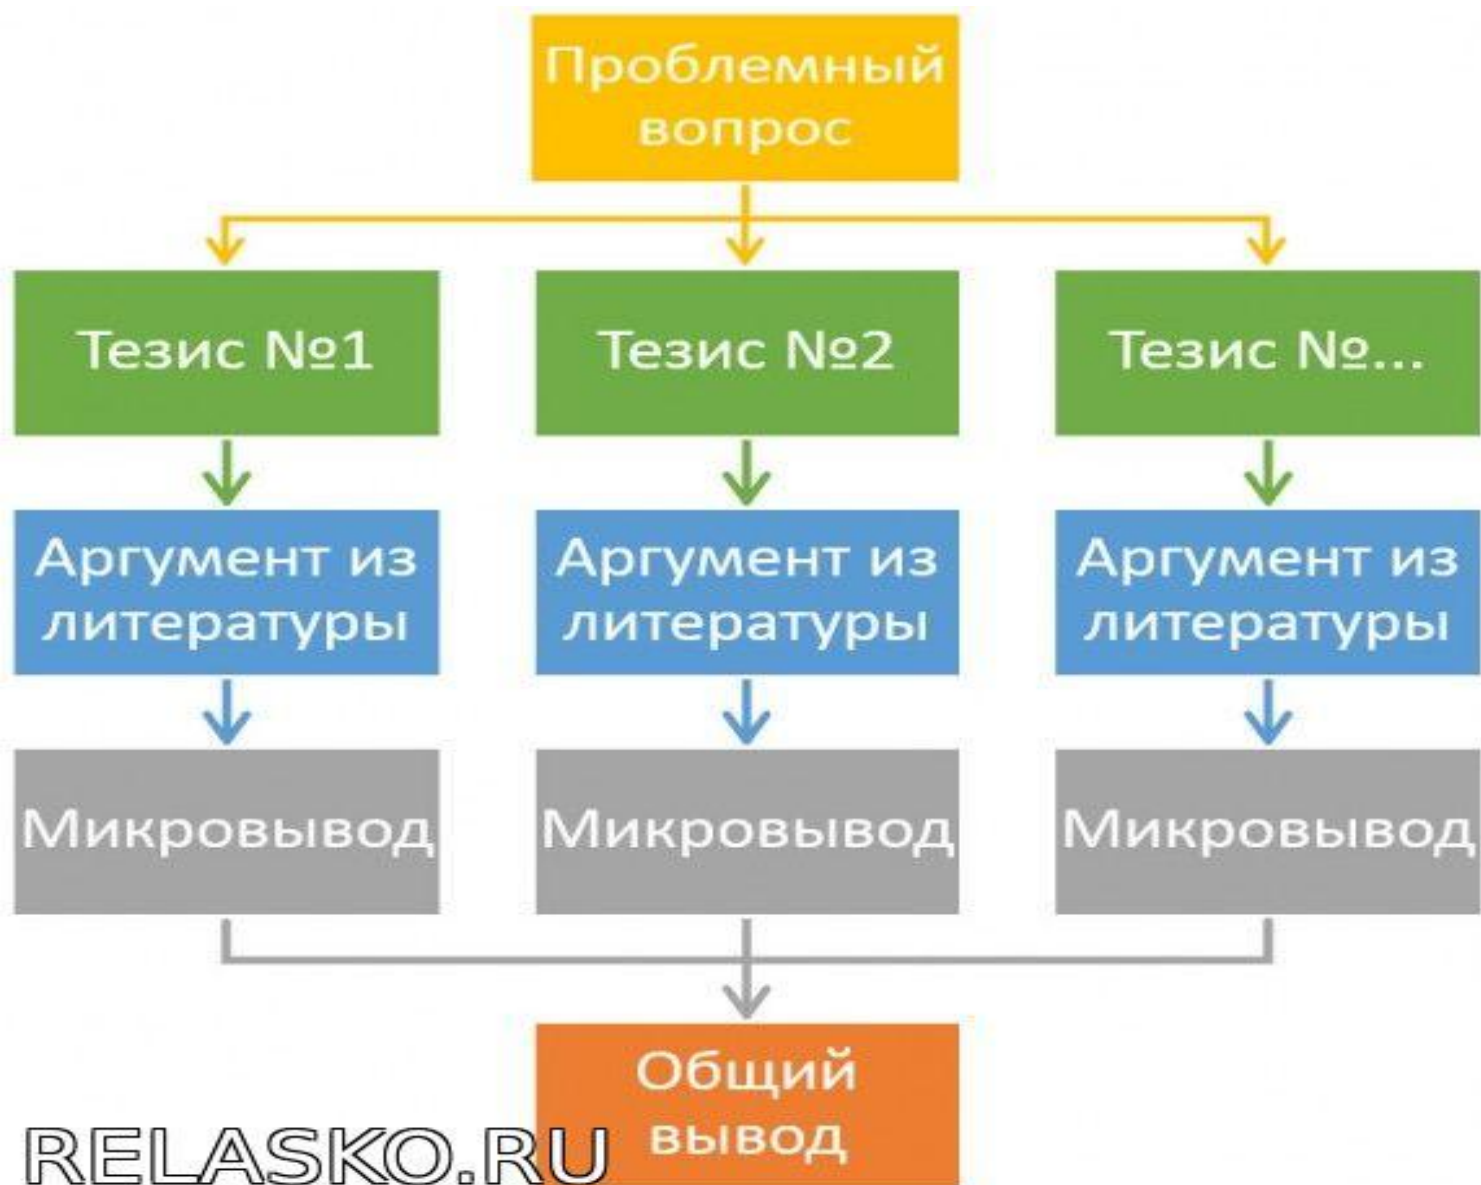 Проблемный
вопрос
Тезис №1
Тезис №2
Тезис №...
Аргумент из
литературы
Аргумент из
литературы
Аргумент из
литературы
Микровывод
Микровывод
Микровывод
Общий
вывод
RELASKO.RU